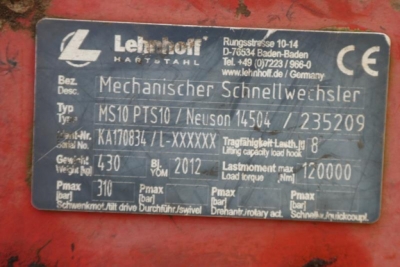 Lehnhoff
HARTSTAHL
Rungsstrasse 10-14
D-76534 Baden-Baden
Tel. +49 (0)7223 / 966-0
www.lehnhoff.de / Germany
CE
Bez.
Mechanischer Schnellwechsler
Typ MS10 PTS10 / Neuson 14504 / 235209
Ident-Nr. KA170834 / L-XXXXXX Tragfähigkeit Lasth. [t] 8
Lifting capacity load hook
Gewicht 430 Bj. 2012 Lastmoment max 120000
Weight [kg] YOM Load torque [Nm]
Pmax 310 Pmax Pmax Pmax
[bar] [bar] [bar] [bar]
Schwenkmot./tilt drive Durchführ./swivel Drehantr./rotary act. Schnellw./quickcoupl.